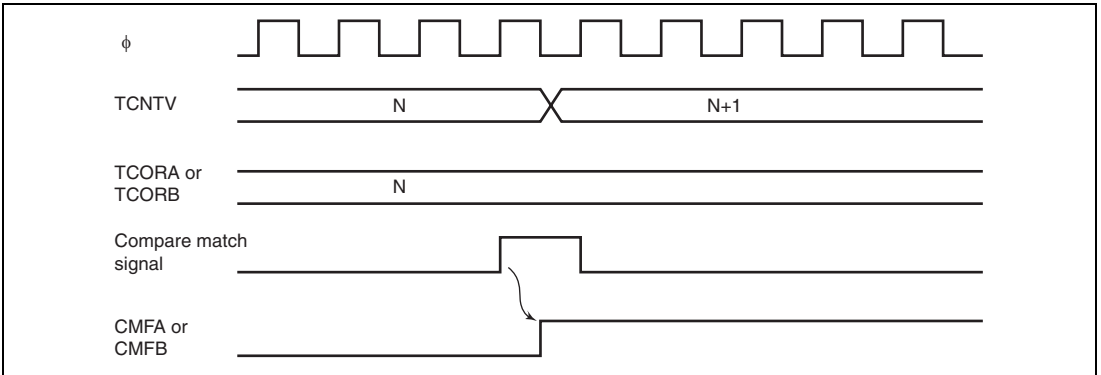 ϕ
TCNTV
N
N+1
TCORA or
TCORB
N
Compare match
signal
CMFA or
CMFB